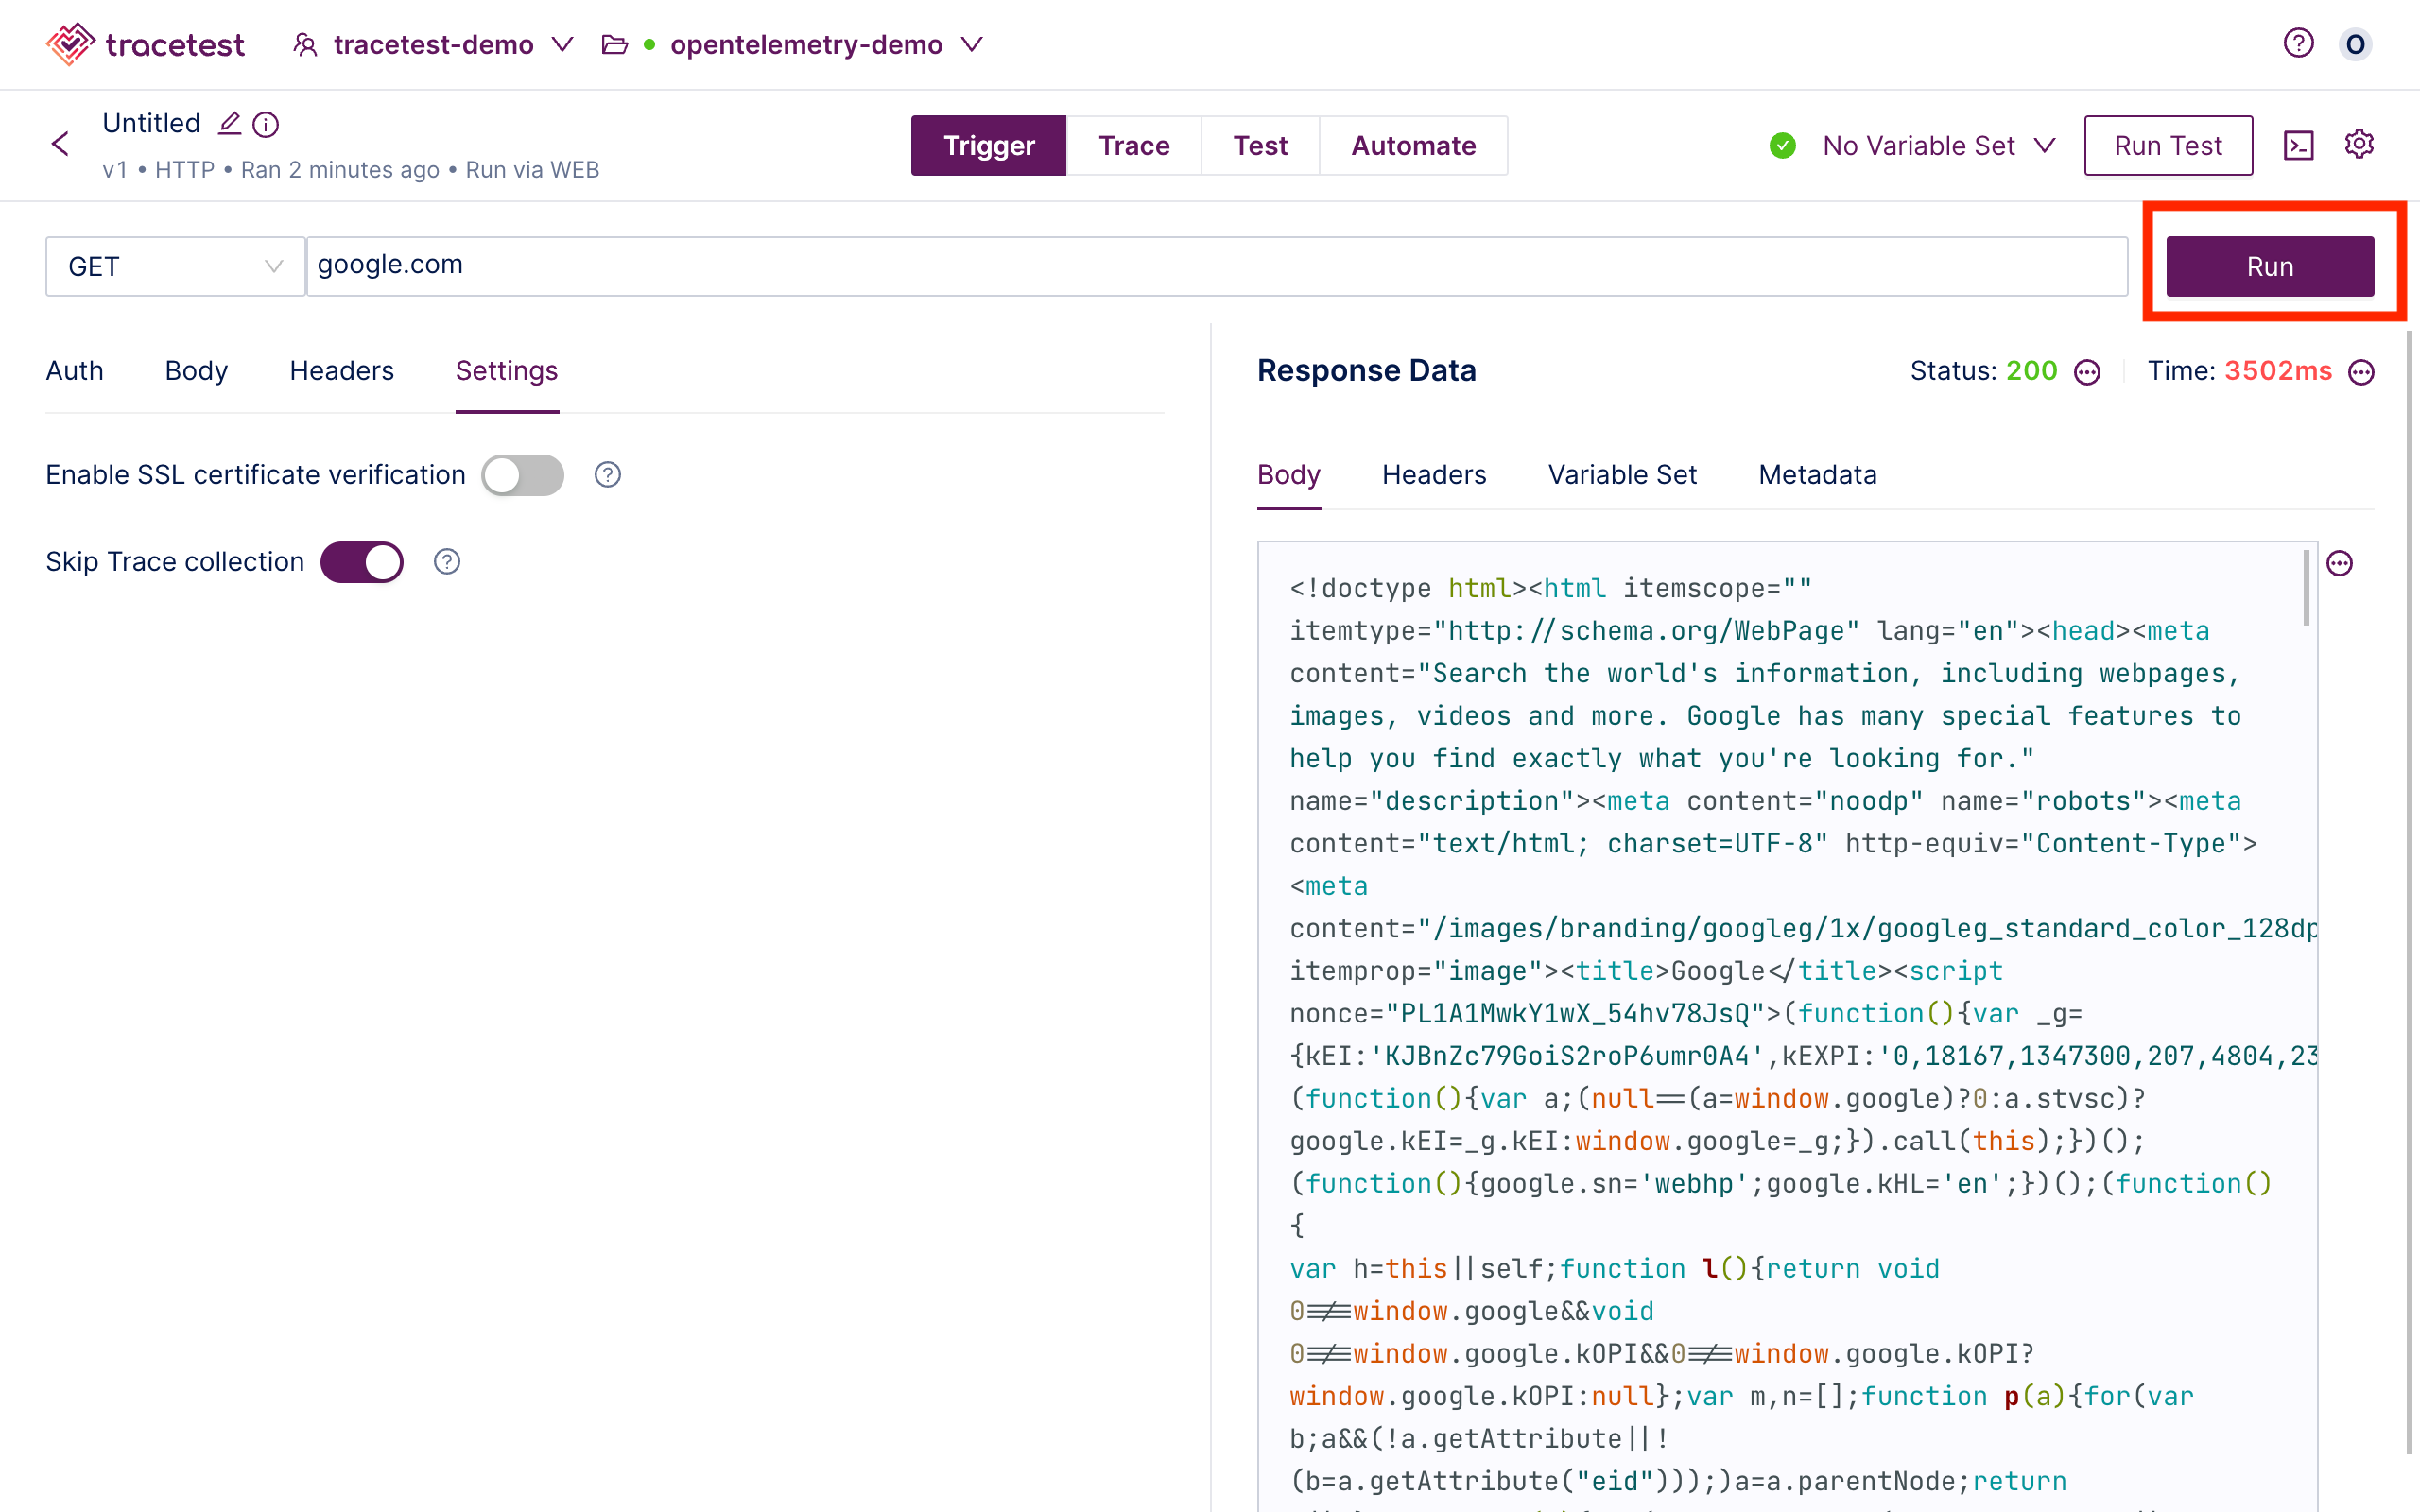 tracetest
tracetest-demo
opentelemetry-demo
O
Untitled
v1 • HTTP • Ran 2 minutes ago • Run via WEB
Trigger
Trace
Test
Automate
No Variable Set
Run Test
GET
google.com
Run
Auth
Body
Headers
Settings
Enable SSL certificate verification
Skip Trace collection
Response Data
Status: 200
Time: 3502ms
Body
Headers
Variable Set
Metadata
<!doctype html><html itemscope=""
itemtype="http://schema.org/WebPage" lang="en"><head><meta
content="Search the world's information, including webpages,
images, videos and more. Google has many special features to
help you find exactly what you're looking for."
name="description"><meta content="noodp" name="robots"><meta
content="text/html; charset=UTF-8" http-equiv="Content-Type">
<meta
content="/images/branding/googleg/1x/googleg_standard_color_128dp
itemprop="image"><title>Google</title><script
nonce="PL1A1MwkY1wX_54hv78JsQ">(function(){var _g=
{kEI:'KJBnZc79GoiS2roP6umr0A4',kEXPI:'0,18167,1347300,207,4804,23
(function(){var a;(null==(a=window.google)?0:a.stvsc)?
google.kEI=_g.kEI:window.google=_g;}).call(this);})();
(function(){google.sn='webhp';google.kHL='en';})();(function()
{
var h=this||self;function l(){return void
0!==window.google&&void
0!==window.google.kOPI&&0!==window.google.kOPI?
window.google.kOPI:null};var m,n=[];function p(a){for(var
b;a&&(!a.getAttribute||!
(b=a.getAttribute("eid")));)a=a.parentNode;return